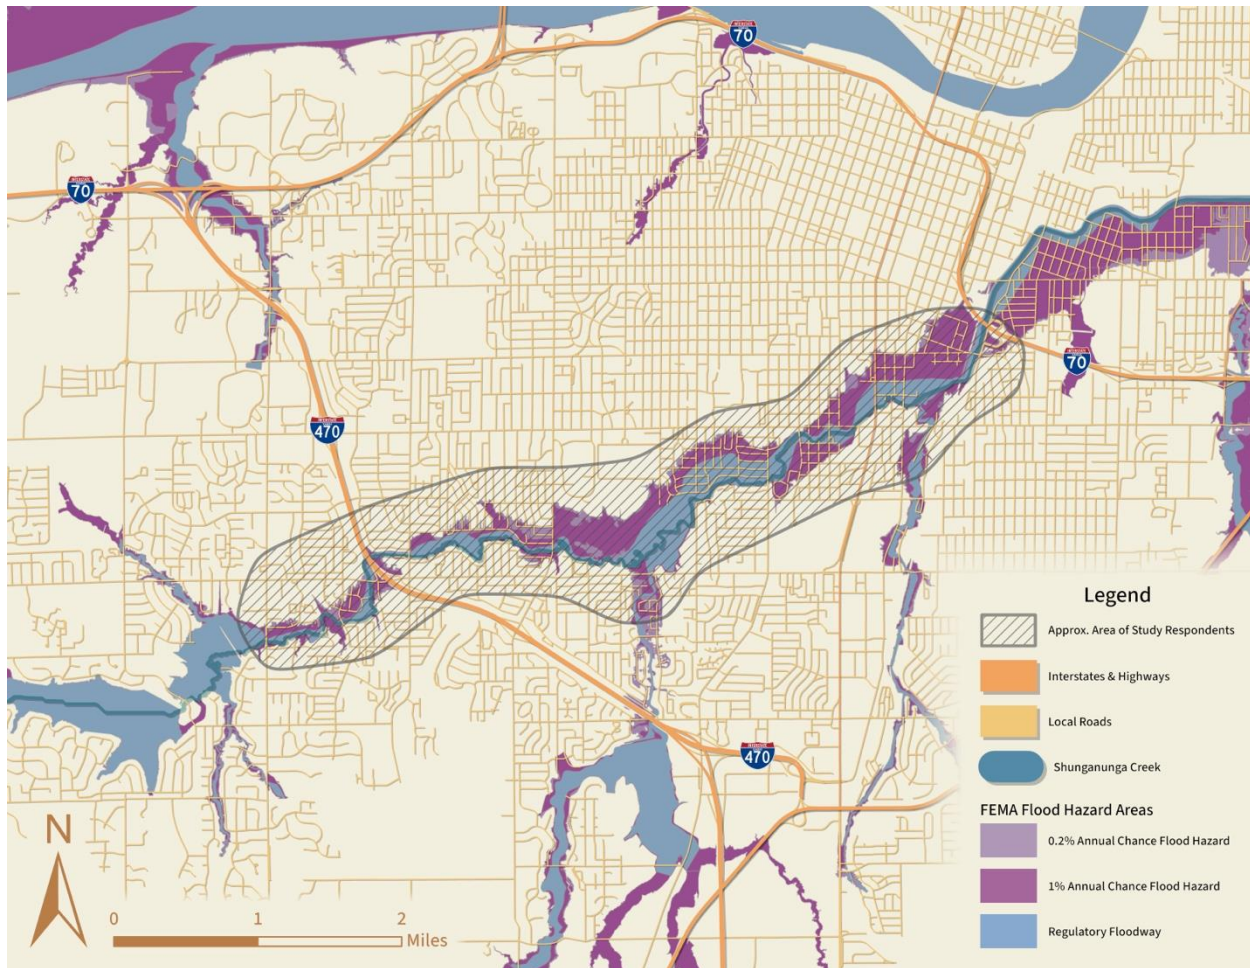 70
70
470
70
470
Legend
Approx. Area of Study Respondents
Interstates & Highways
Local Roads
Shunganunga Creek
FEMA Flood Hazard Areas
0.2% Annual Chance Flood Hazard
1% Annual Chance Flood Hazard
Regulatory Floodway
N
0 1 2
Miles